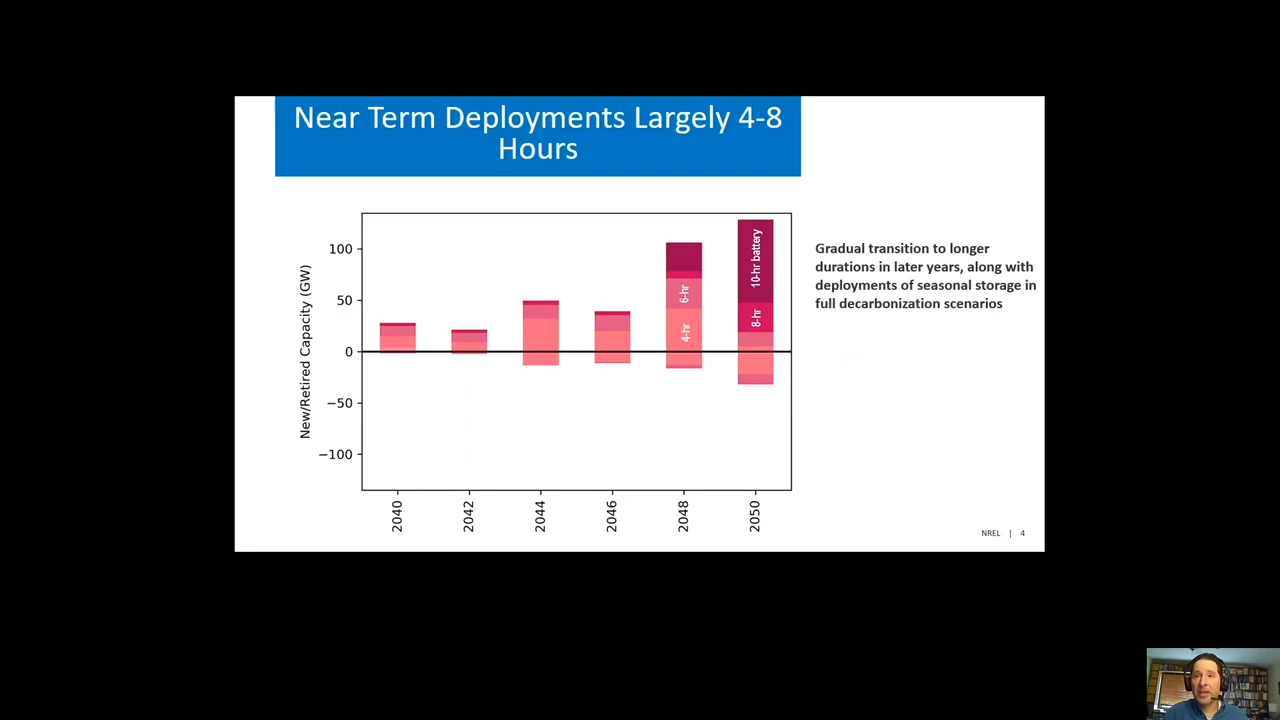 Near Term Deployments Largely 4-8
Hours
New/Retired Capacity (GW)
100
50
0
−50
−100
2040
2042
2044
2046
2048
2050
4-hr
6-hr
8-hr
10-hr battery
Gradual transition to longer
durations in later years, along with
deployments of seasonal storage in
full decarbonization scenarios
NREL | 4